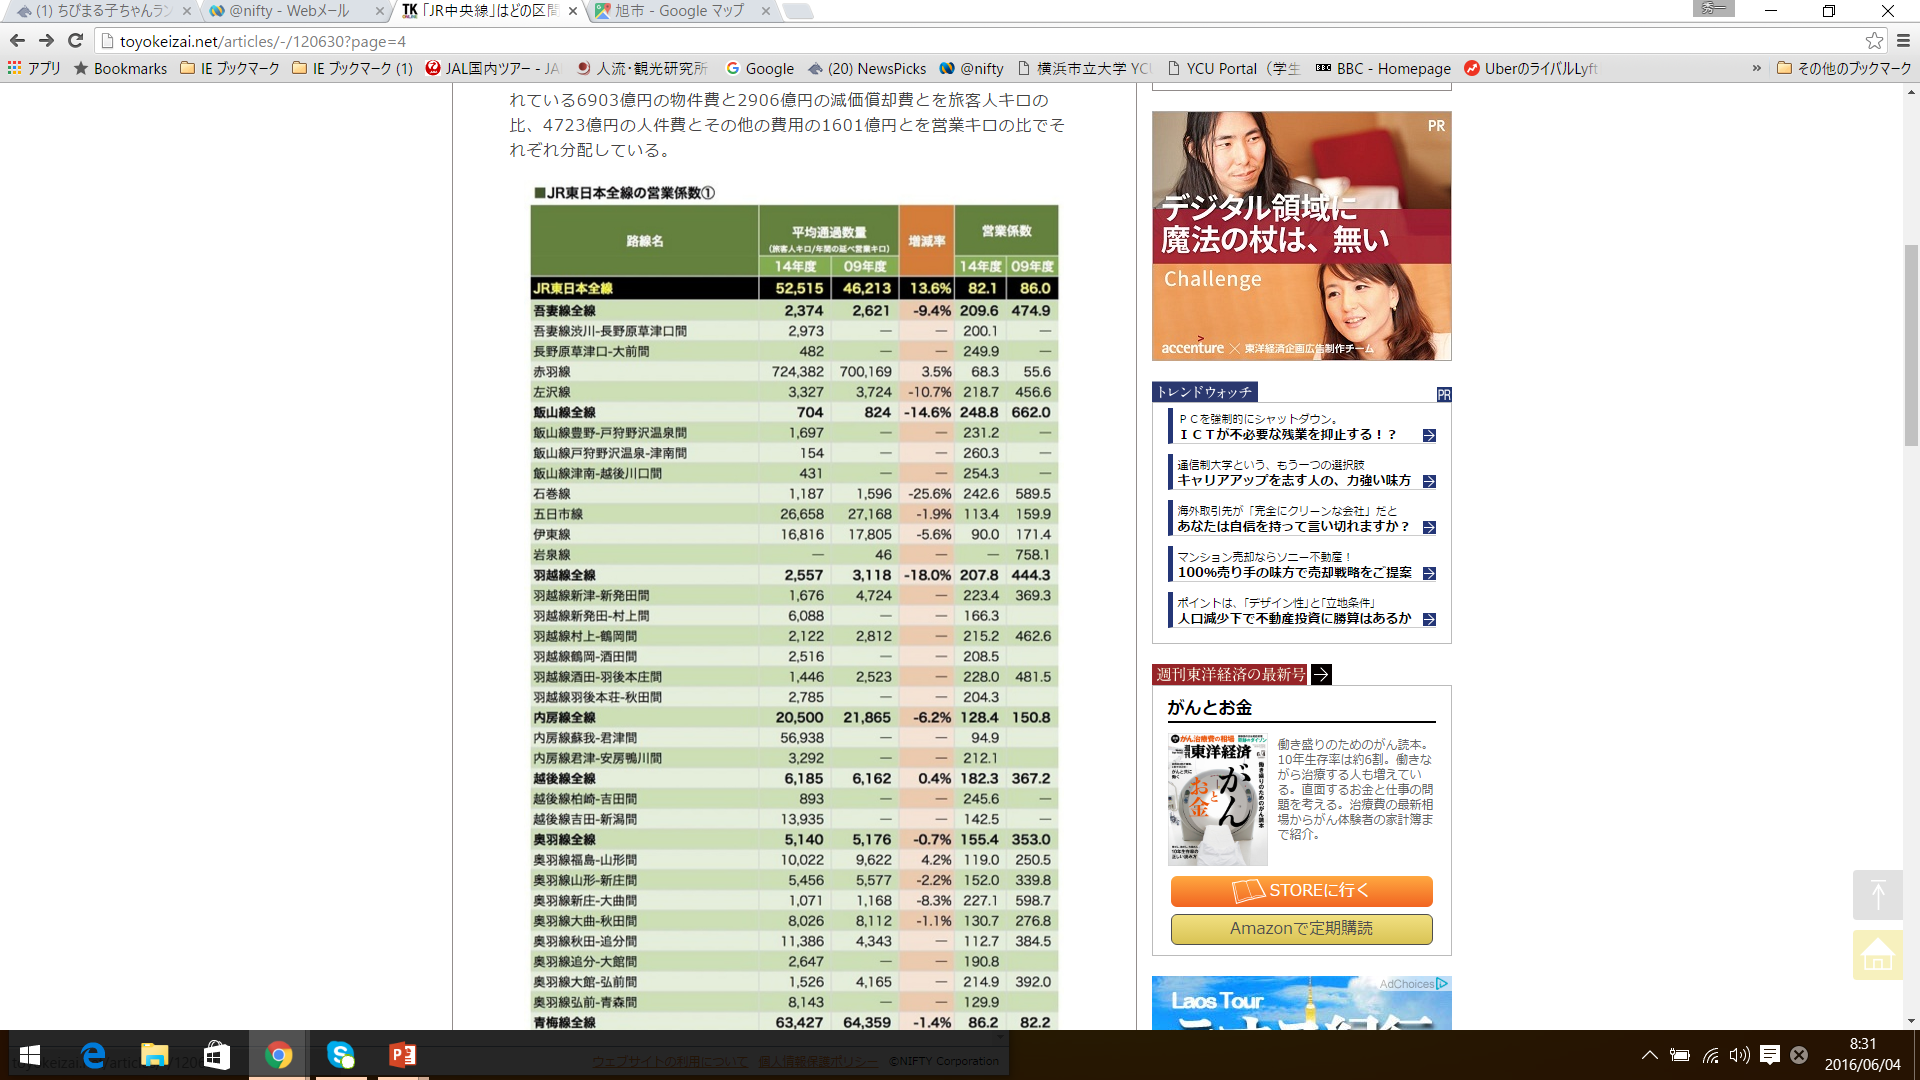 (1) ちびまる子ちゃんラン
@nifty - Webメール
「JR中央線」はどの区間
旭市 - Google マップ
秀一
toyokeizai.net/articles/-/120630?page=4
アプリ Bookmarks IE ブックマーク IE ブックマーク (1) JAL国内ツアー - JA 人流・観光研究所 Google (20) NewsPicks @nifty 横浜市立大学 YCU YCU Portal（学生 BBC - Homepage UberのライバルLyft » その他のブックマーク
れている6903億円の物件費と2906億円の減価償却費とを旅客人キロの
比、4723億円の人件費とその他の費用の1601億円とを営業キロの比でそ
れぞれ分配している。
■JR東日本全線の営業係数①
路線名 平均通過数量 増減率 営業係数
(旅客人キロ/年間の延べ営業キロ)
14年度 09年度 14年度 09年度
JR東日本全線 52,515 46,213 13.6% 82.1 86.0
吾妻線全線 2,374 2,621 -9.4% 209.6 474.9
吾妻線渋川-長野原草津口間 2,973 — — 200.1 —
長野原草津口-大前間 482 — — 249.9 —
赤羽線 724,382 700,169 3.5% 68.3 55.6
左沢線 3,327 3,724 -10.7% 218.7 456.6
飯山線全線 704 824 -14.6% 248.8 662.0
飯山線豊野-戸狩野沢温泉間 1,697 — — 231.2 —
飯山線戸狩野沢温泉-津南間 154 — — 260.3 —
飯山線津南-越後川口間 431 — — 254.3 —
石巻線 1,187 1,596 -25.6% 242.6 589.5
五日市線 26,658 27,168 -1.9% 113.4 159.9
伊東線 16,816 17,805 -5.6% 90.0 171.4
岩泉線 — 46 — — 758.1
羽越線全線 2,557 3,118 -18.0% 207.8 444.3
羽越線新津-新発田間 1,676 4,724 — 223.4 369.3
羽越線新発田-村上間 6,088 — — 166.3
羽越線村上-鶴岡間 2,122 2,812 — 215.2 462.6
羽越線鶴岡-酒田間 2,516 — — 208.5
羽越線酒田-羽後本庄間 1,446 2,523 — 228.0 481.5
羽越線羽後本荘-秋田間 2,785 — — 204.3
内房線全線 20,500 21,865 -6.2% 128.4 150.8
内房線蘇我-君津間 56,938 — — 94.9
内房線君津-安房鴨川間 3,292 — — 212.1
越後線全線 6,185 6,162 0.4% 182.3 367.2
越後線柏崎-吉田間 893 — — 245.6 —
越後線吉田-新潟間 13,935 — — 142.5 —
奥羽線全線 5,140 5,176 -0.7% 155.4 353.0
奥羽線福島-山形間 10,022 9,622 4.2% 119.0 250.5
奥羽線山形-新庄間 5,456 5,577 -2.2% 152.0 339.8
奥羽線新庄-大曲間 1,071 1,168 -8.3% 227.1 598.7
奥羽線大曲-秋田間 8,026 8,112 -1.1% 130.7 276.8
奥羽線秋田-追分間 11,386 4,343 — 112.7 384.5
奥羽線追分-大館間 2,647 — — 190.8
奥羽線大館-弘前間 1,526 4,165 — 214.9 392.0
奥羽線弘前-青森間 8,143 — — 129.9
青梅線全線 63,427 64,359 -1.4% 86.2 82.2
PR
デジタル領域に
魔法の杖は、無い
Challenge
accenture × 東洋経済企画広告制作チーム
トレンドウォッチ PR
ＰＣを強制的にシャットダウン。
ＩＣＴが不必要な残業を抑止する！？
通信制大学という、もう一つの選択肢
キャリアアップを志す人の、力強い味方
海外取引先が「完全にクリーンな会社」だと
あなたは自信を持って言い切れますか？
マンション売却ならソニー不動産！
100%売り手の味方で売却戦略をご提案
ポイントは、「デザイン性」と「立地条件」
人口減少下で不動産投資に勝算はあるか
週刊東洋経済の最新号
がんとお金
東洋経済
がんとお金
働き盛りのためのがん読本。
10年生存率は約6割。働きな
がら治療する人も増えてい
る。直面するお金と仕事の問
題を考える。治療費の最新相
場からがん体験者の家計簿ま
で紹介。
STOREに行く
Amazonで定期購読
AdChoices
Laos Tour
ウェブサイトの利用について 個人情報保護ポリシー ©NIFTY Corporation
8:31
2016/06/04